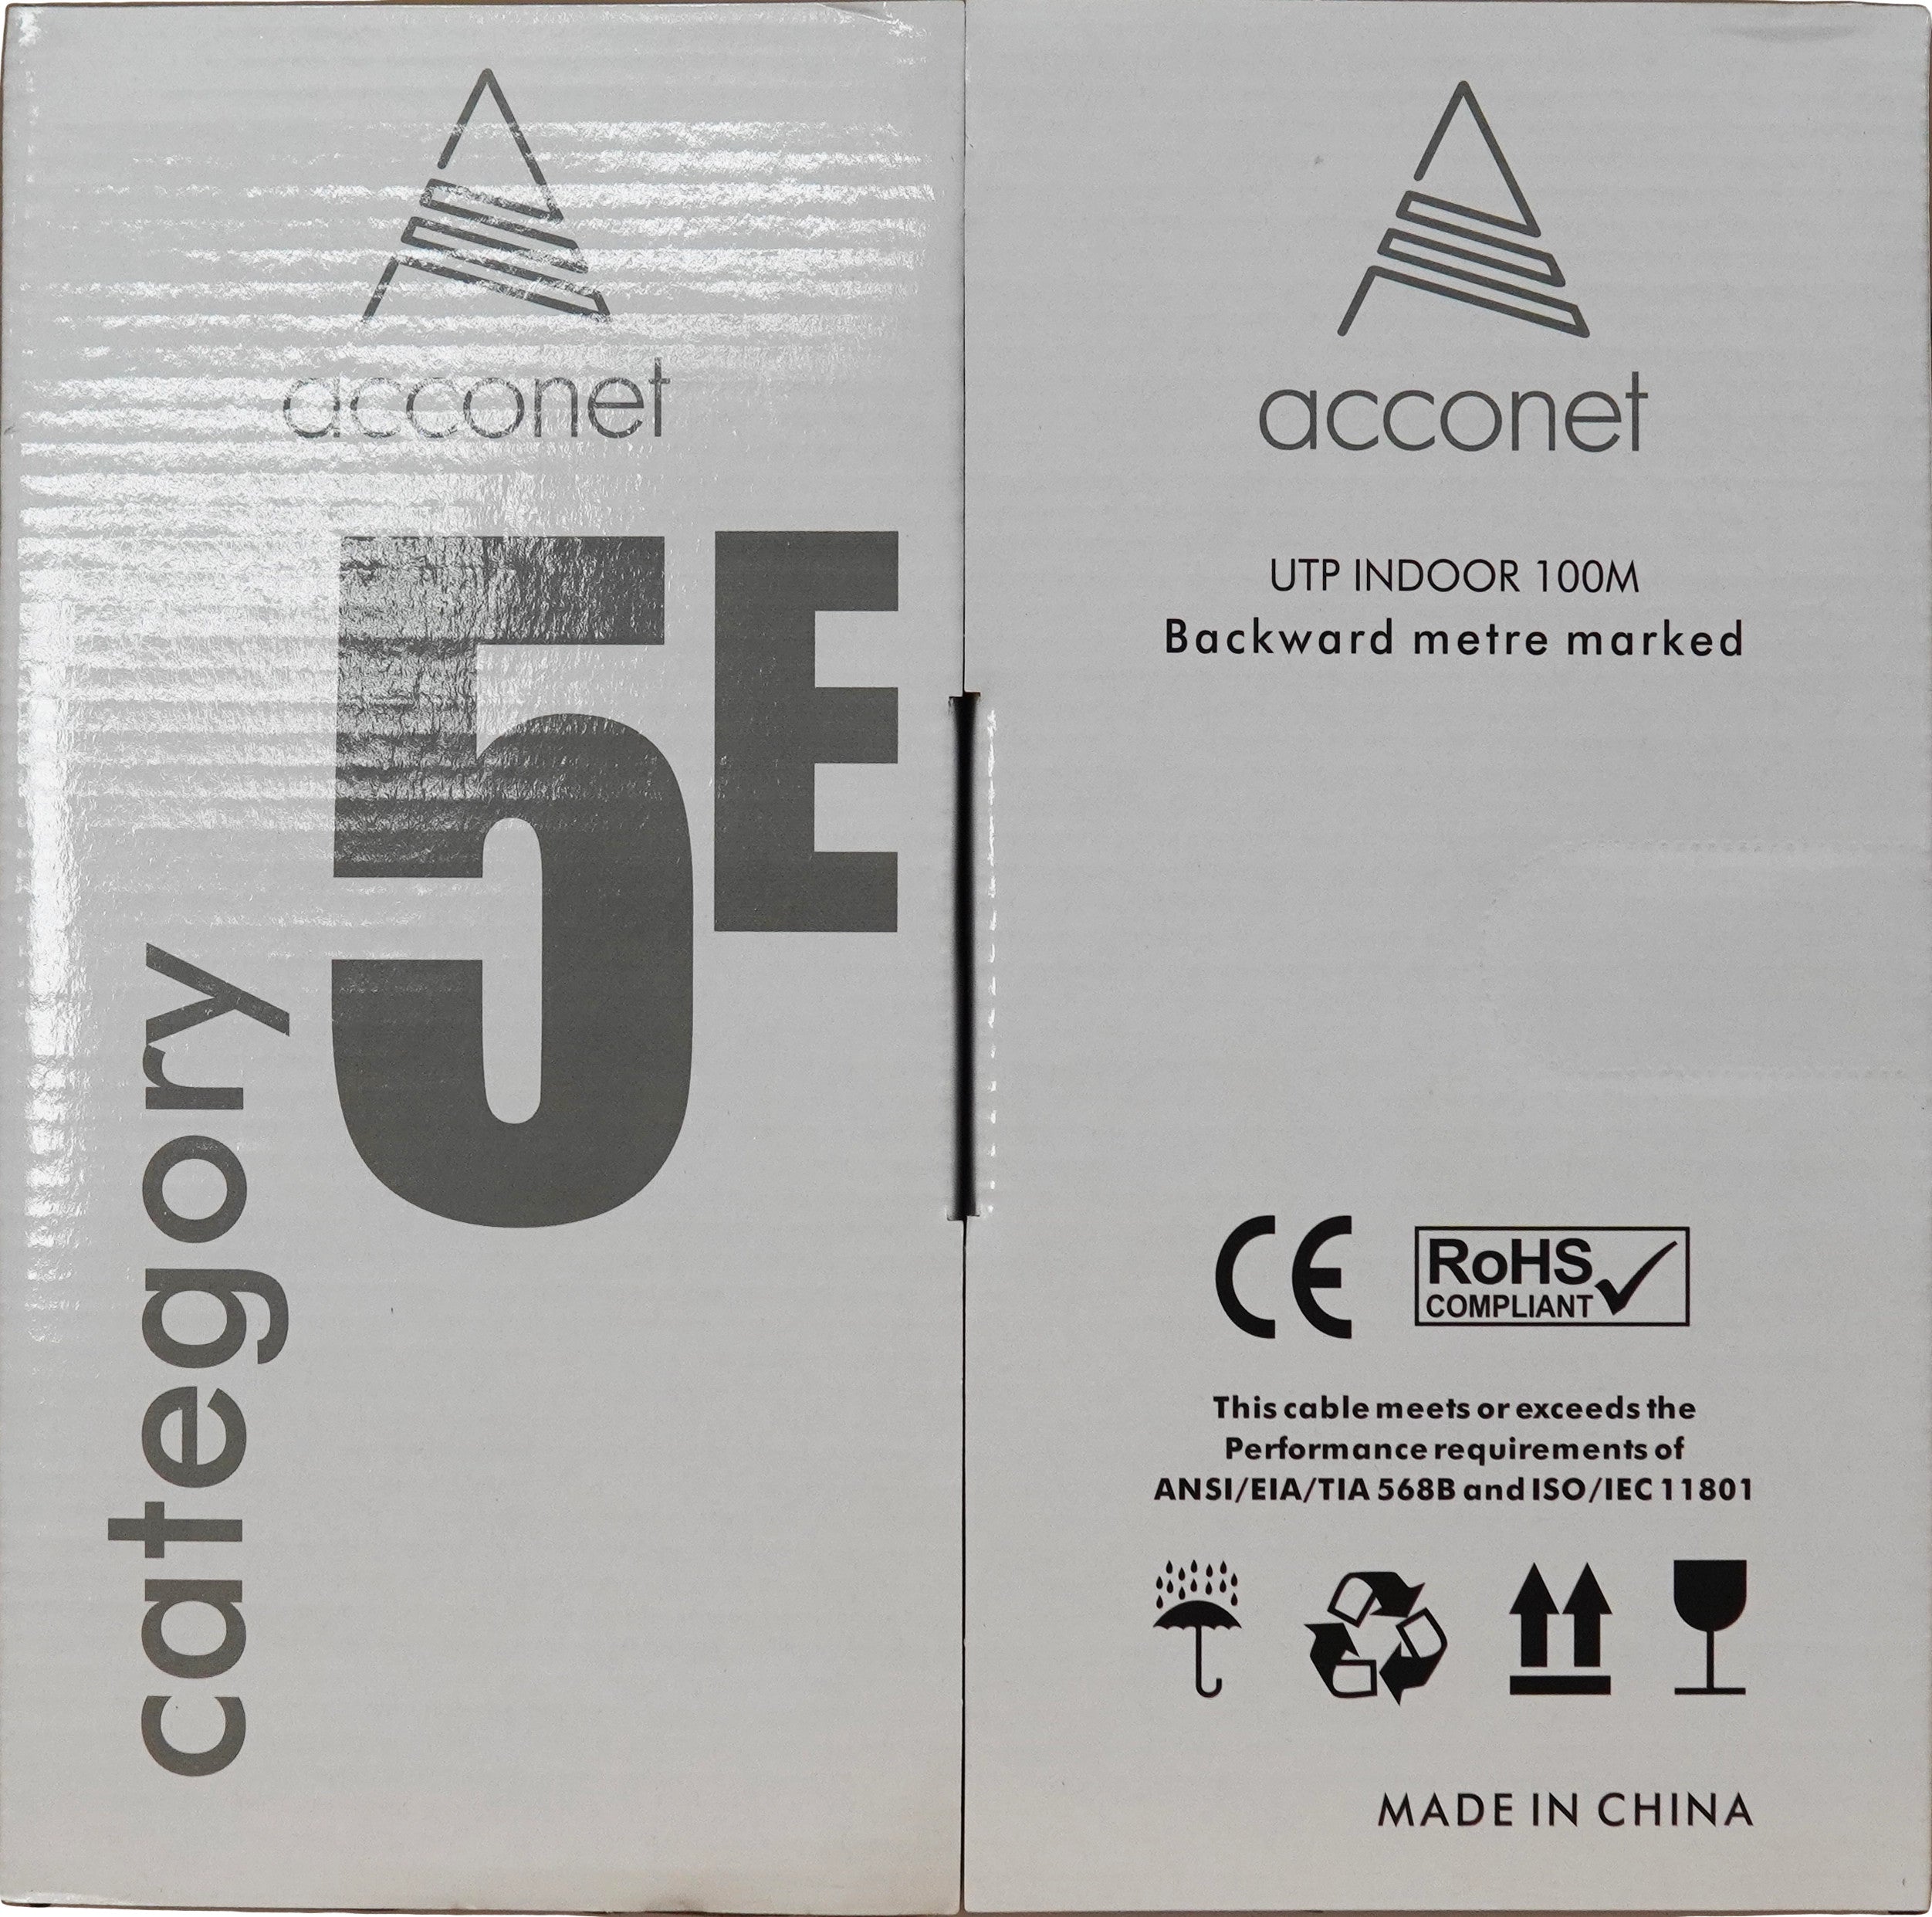 acconet
5E
category
acconet
UTP INDOOR 100M
Backward metre marked
CE
RoHS
COMPLIANT
This cable meets or exceeds the
Performance requirements of
ANSI/EIA/TIA 568B and ISO/IEC 11801
MADE IN CHINA